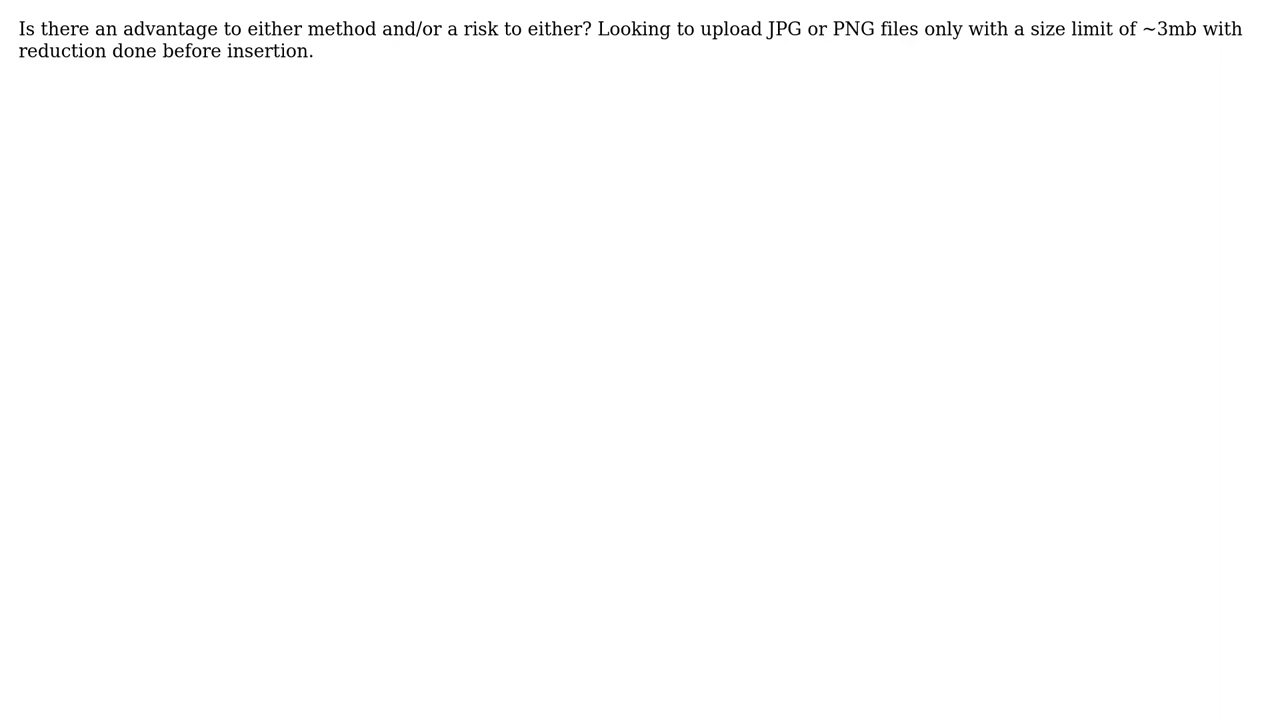 Is there an advantage to either method and/or a risk to either? Looking to upload JPG or PNG files only with a size limit of ~3mb with
reduction done before insertion.